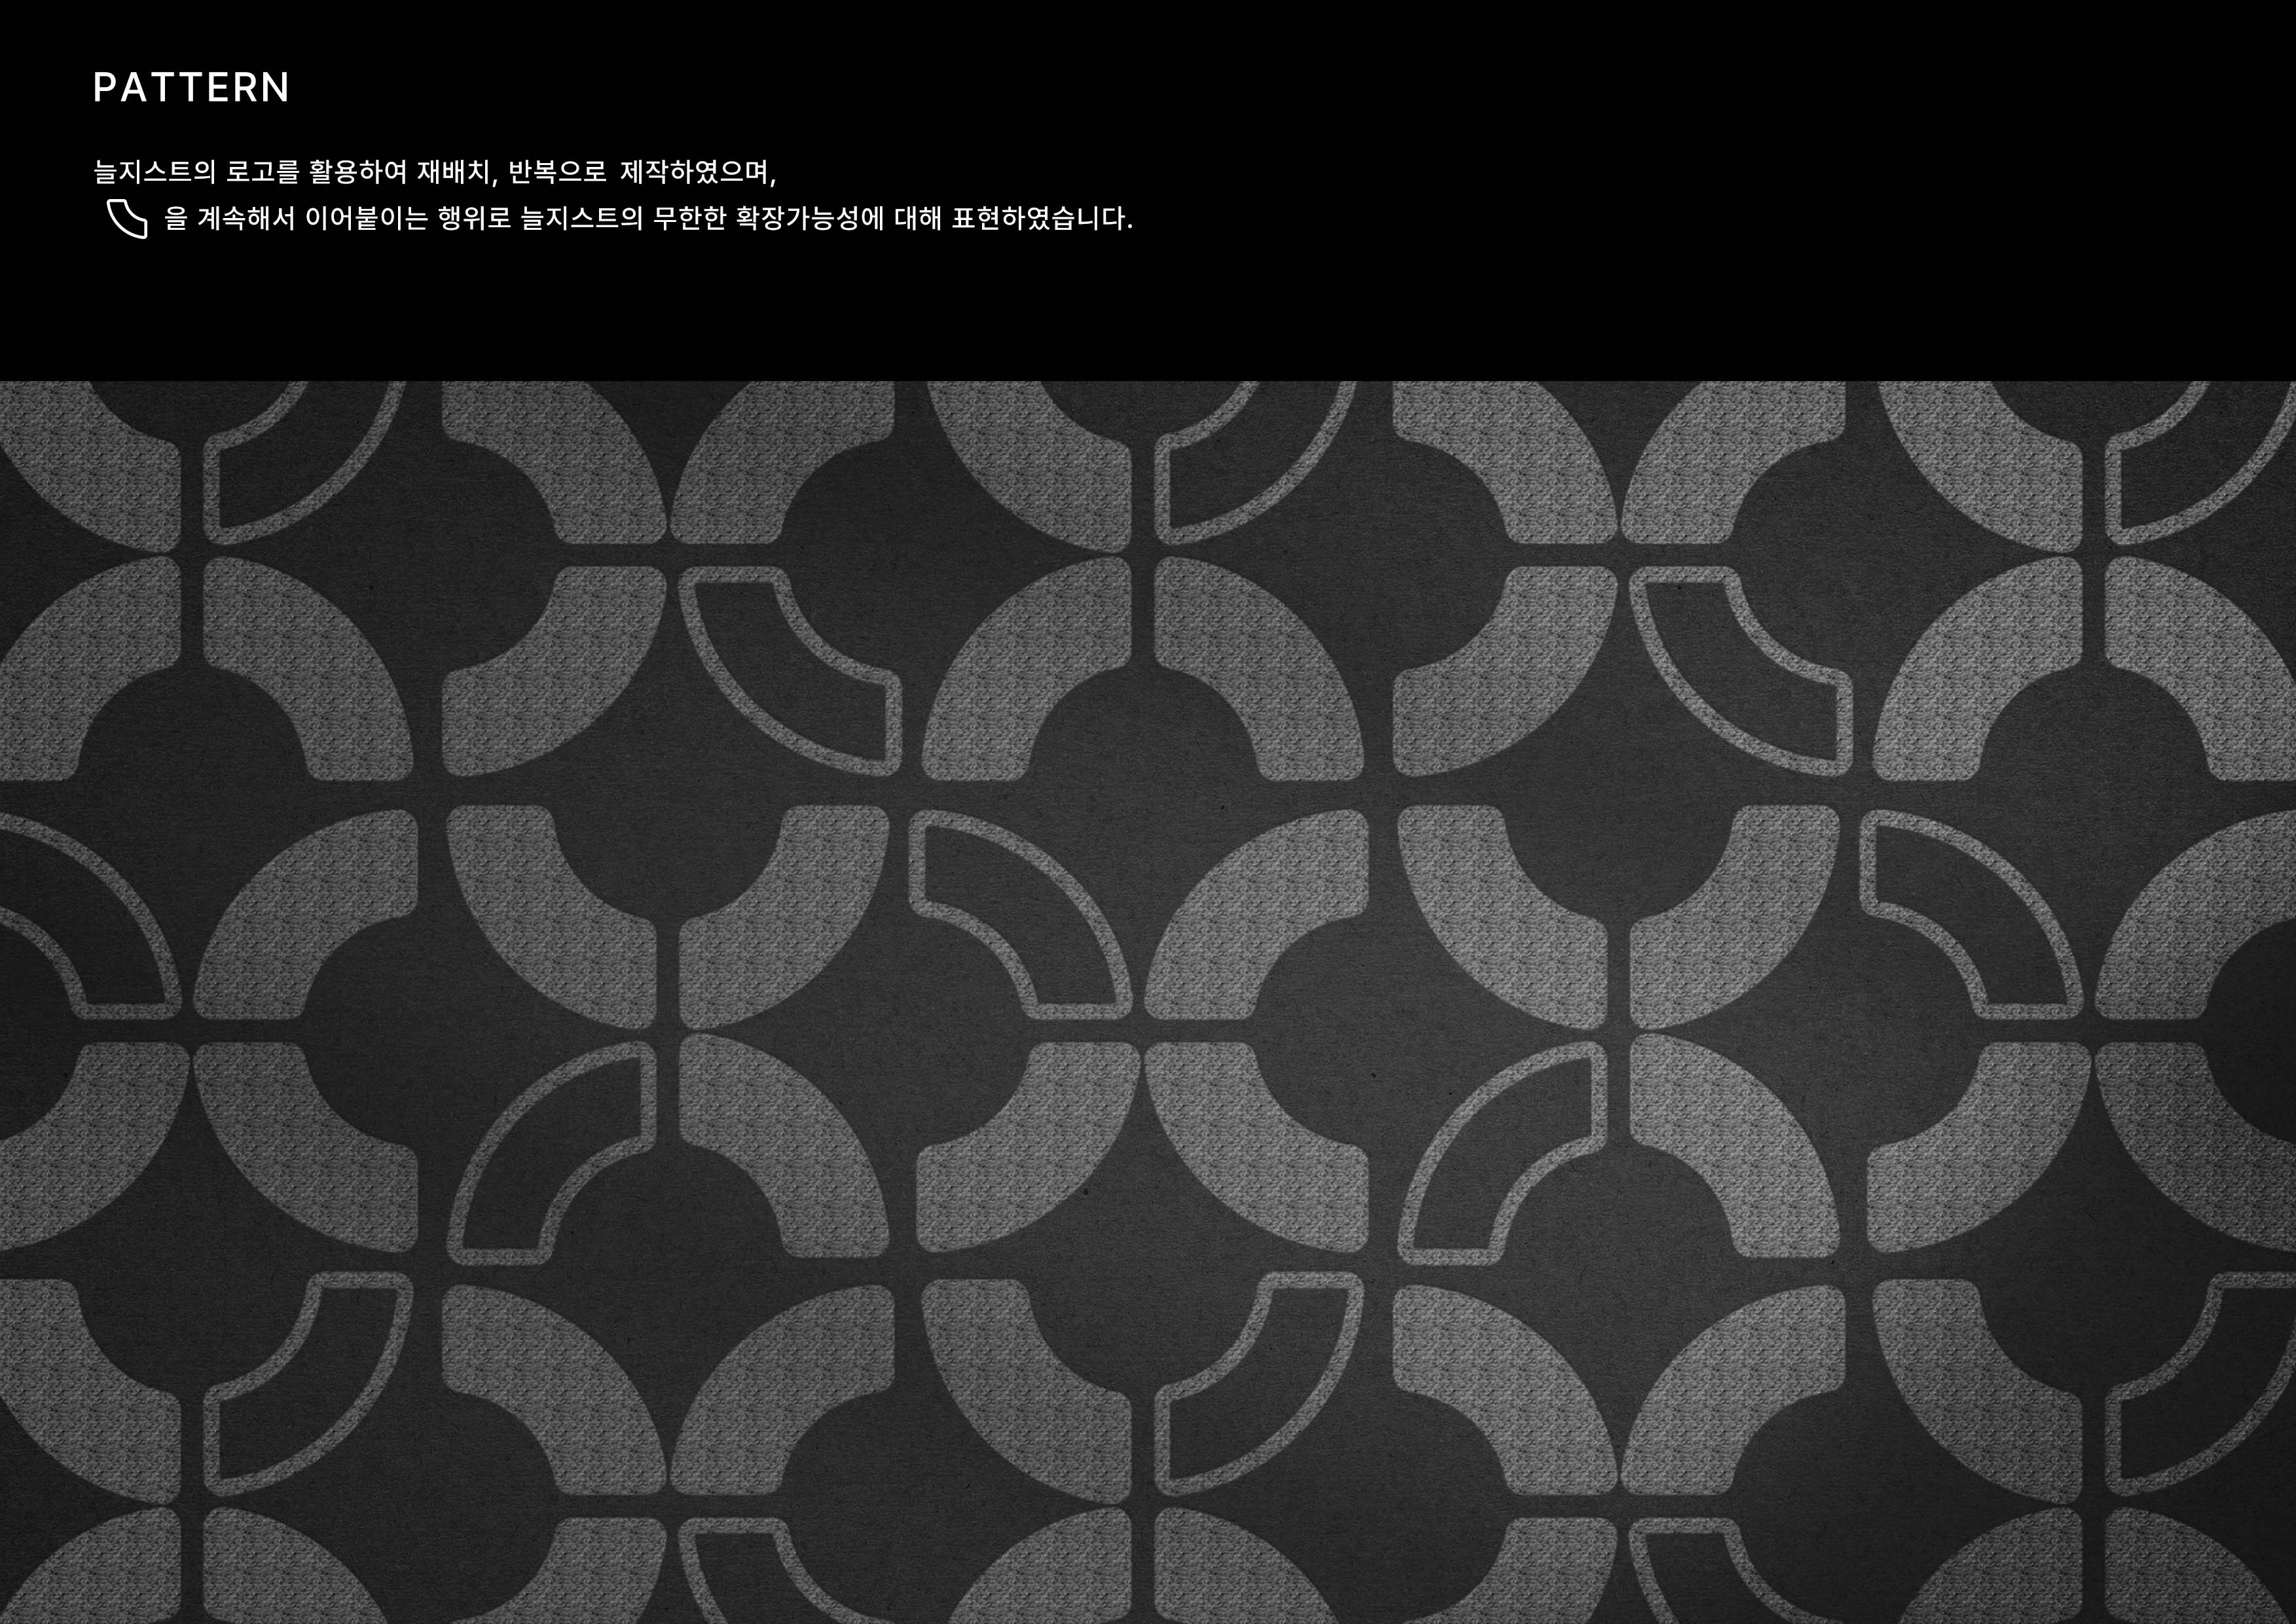 PATTERN
늘지스트의 로고를 활용하여 재배치, 반복으로 제작하였으며,
을 계속해서 이어붙이는 행위로 늘지스트의 무한한 확장가능성에 대해 표현하였습니다.